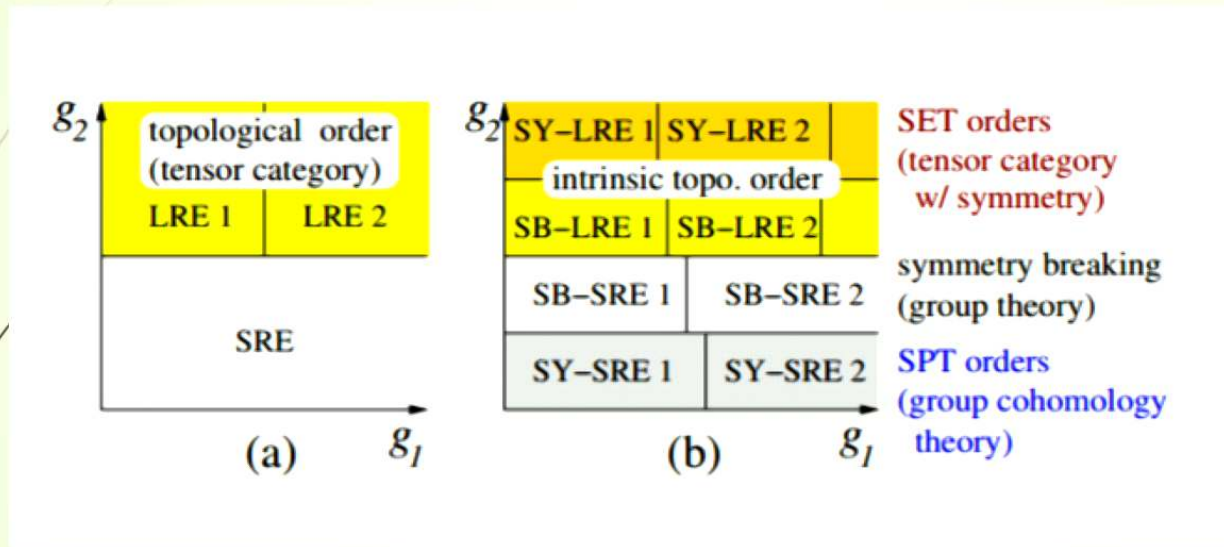 g2
topological order
(tensor category)
LRE 1
LRE 2
SRE
(a)
g1
g2
SY–LRE 1
SY–LRE 2
intrinsic topo. order
SB–LRE 1
SB–LRE 2
SB–SRE 1
SB–SRE 2
SY–SRE 1
SY–SRE 2
(b)
g1
SET orders
(tensor category
w/ symmetry)
symmetry breaking
(group theory)
SPT orders
(group cohomology
theory)